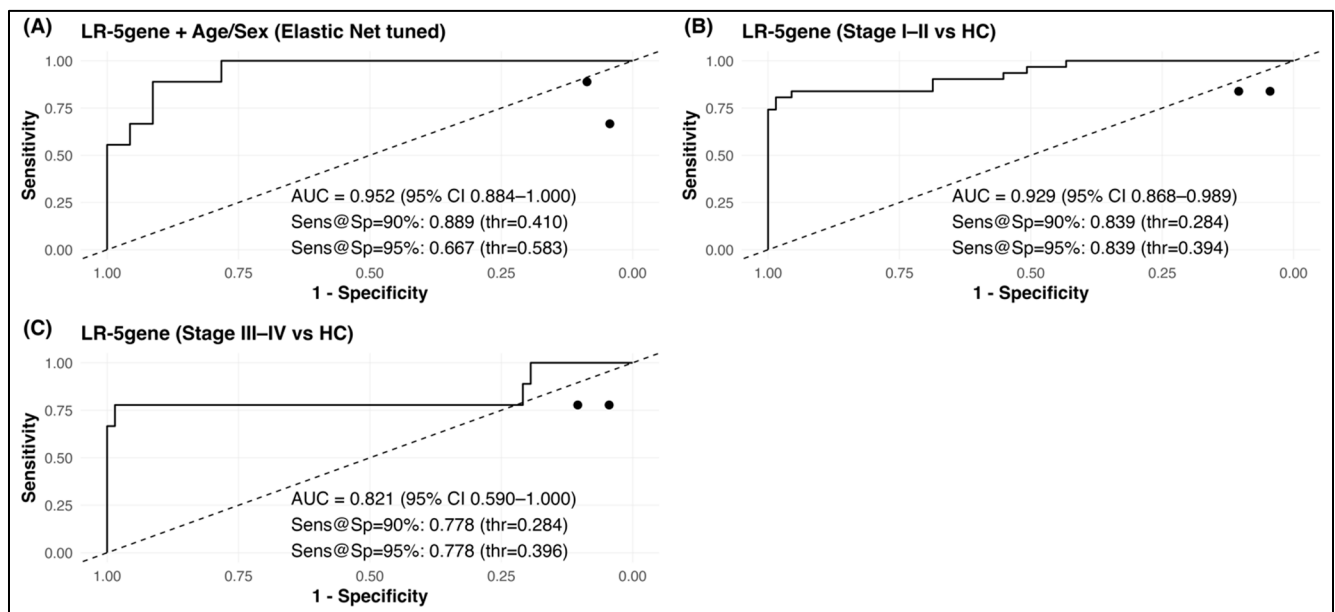 (A) LR-5gene + Age/Sex (Elastic Net tuned)
Sensitivity
1.00
0.75
0.50
0.25
0.00
AUC = 0.952 (95% CI 0.884–1.000)
Sens@Sp=90%: 0.889 (thr=0.410)
Sens@Sp=95%: 0.667 (thr=0.583)
1.00 0.75 0.50 0.25 0.00
1 - Specificity
(B) LR-5gene (Stage I–II vs HC)
Sensitivity
1.00
0.75
0.50
0.25
0.00
AUC = 0.929 (95% CI 0.868–0.989)
Sens@Sp=90%: 0.839 (thr=0.284)
Sens@Sp=95%: 0.839 (thr=0.394)
1.00 0.75 0.50 0.25 0.00
1 - Specificity
(C) LR-5gene (Stage III–IV vs HC)
Sensitivity
1.00
0.75
0.50
0.25
0.00
AUC = 0.821 (95% CI 0.590–1.000)
Sens@Sp=90%: 0.778 (thr=0.284)
Sens@Sp=95%: 0.778 (thr=0.396)
1.00 0.75 0.50 0.25 0.00
1 - Specificity